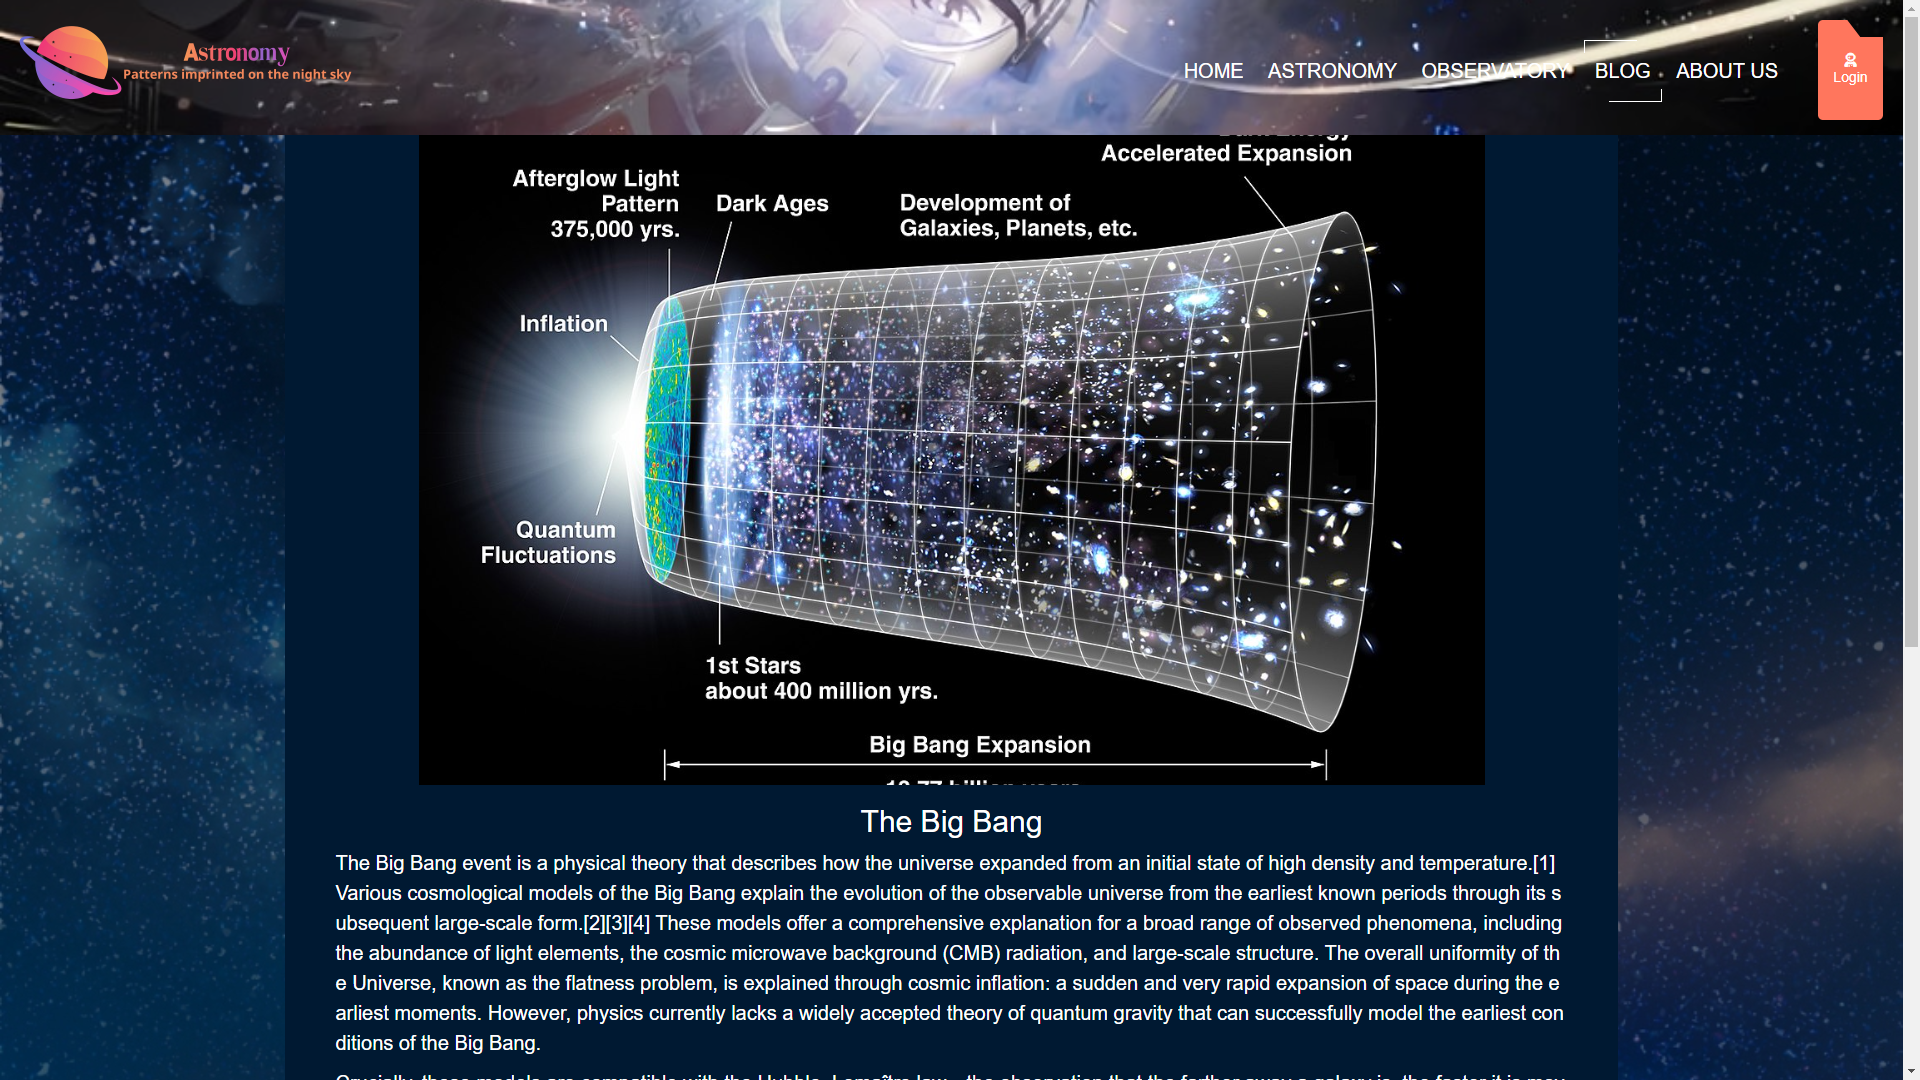 Astronomy
Patterns imprinted on the night sky
HOME ASTRONOMY OBSERVATORY BLOG ABOUT US
Login
Accelerated Expansion
Afterglow Light
Pattern
375,000 yrs.
Dark Ages
Development of
Galaxies, Planets, etc.
Inflation
Quantum
Fluctuations
1st Stars
about 400 million yrs.
Big Bang Expansion
The Big Bang
The Big Bang event is a physical theory that describes how the universe expanded from an initial state of high density and temperature.[1]
Various cosmological models of the Big Bang explain the evolution of the observable universe from the earliest known periods through its s
ubsequent large-scale form.[2][3][4] These models offer a comprehensive explanation for a broad range of observed phenomena, including
the abundance of light elements, the cosmic microwave background (CMB) radiation, and large-scale structure. The overall uniformity of th
e Universe, known as the flatness problem, is explained through cosmic inflation: a sudden and very rapid expansion of space during the e
arliest moments. However, physics currently lacks a widely accepted theory of quantum gravity that can successfully model the earliest con
ditions of the Big Bang.